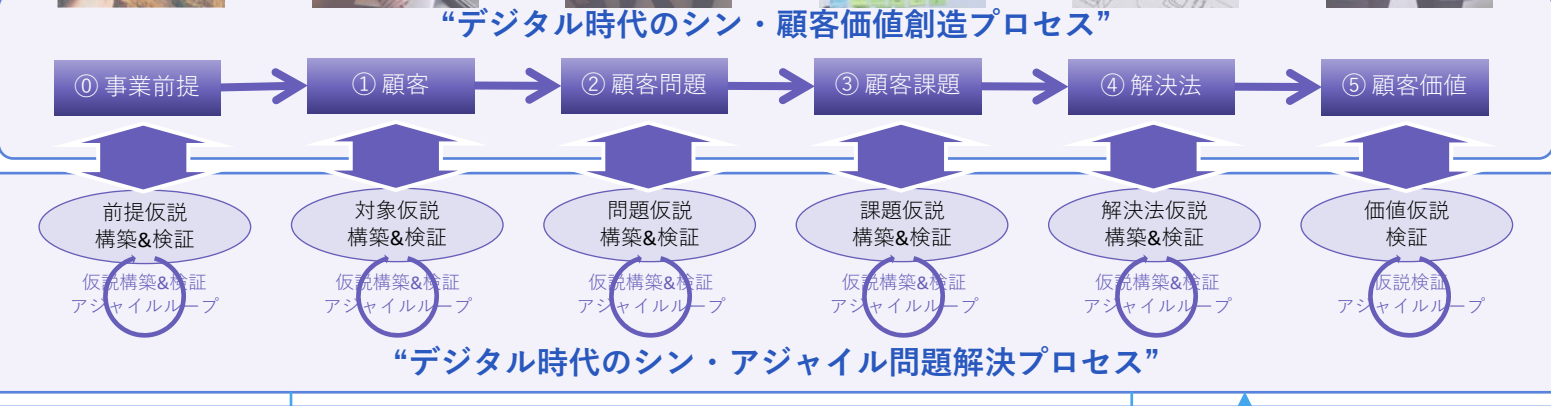 “デジタル時代のシン・顧客価値創造プロセス”
⓪ 事業前提
① 顧客
② 顧客問題
③ 顧客課題
④ 解決法
⑤ 顧客価値
前提仮説
構築&検証
対象仮説
構築&検証
問題仮説
構築&検証
課題仮説
構築&検証
解決法仮説
構築&検証
価値仮説
検証
仮説構築&検証
アジャイルループ
仮説構築&検証
アジャイルループ
仮説構築&検証
アジャイルループ
仮説構築&検証
アジャイルループ
仮説構築&検証
アジャイルループ
仮説検証
アジャイルループ
“デジタル時代のシン・アジャイル問題解決プロセス”